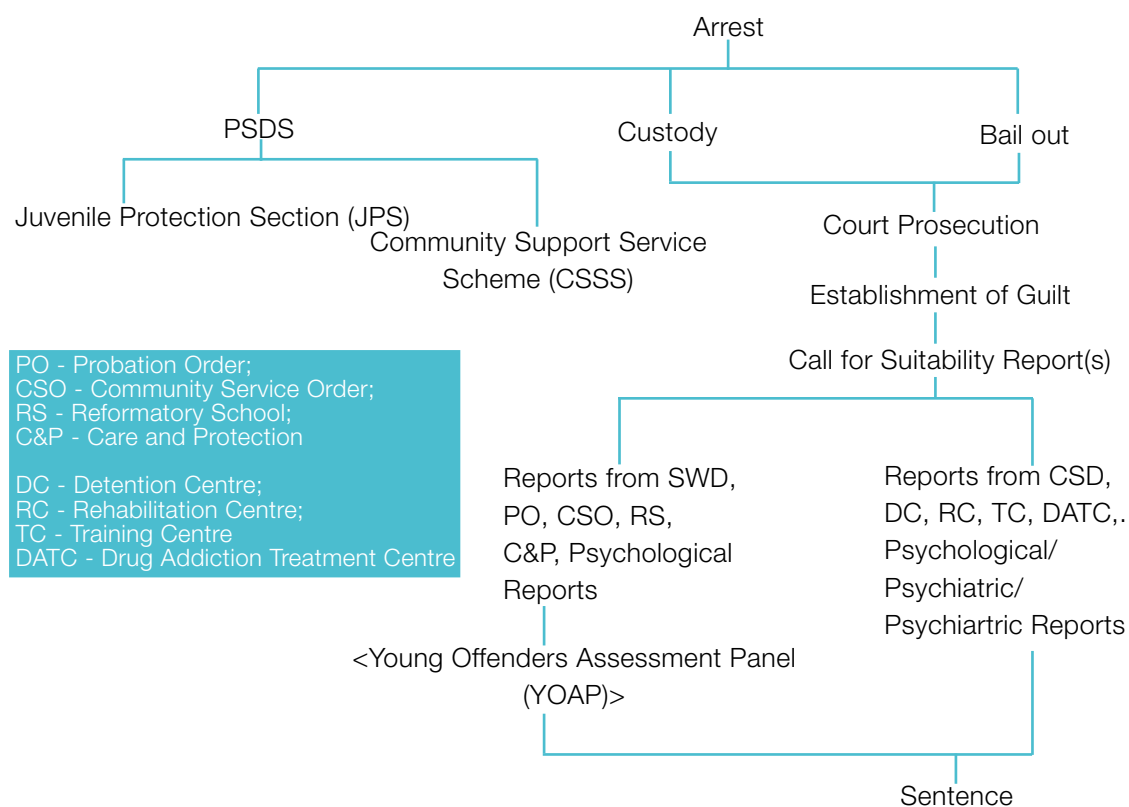 Arrest
PSDS
Custody
Bail out
Juvenile Protection Section (JPS)
Community Support Service
Scheme (CSSS)
Court Prosecution
Establishment of Guilt
Call for Suitability Report(s)
PO - Probation Order;
CSO - Community Service Order;
RS - Reformatory School;
C&P - Care and Protection
DC - Detention Centre;
RC - Rehabilitation Centre;
TC - Training Centre
DATC - Drug Addiction Treatment Centre
Reports from SWD,
PO, CSO, RS,
C&P, Psychological
Reports
Reports from CSD,
DC, RC, TC, DATC,.
Psychological/
Psychiatric/
Psychiartric Reports
<Young Offenders Assessment Panel
(YOAP)>
Sentence